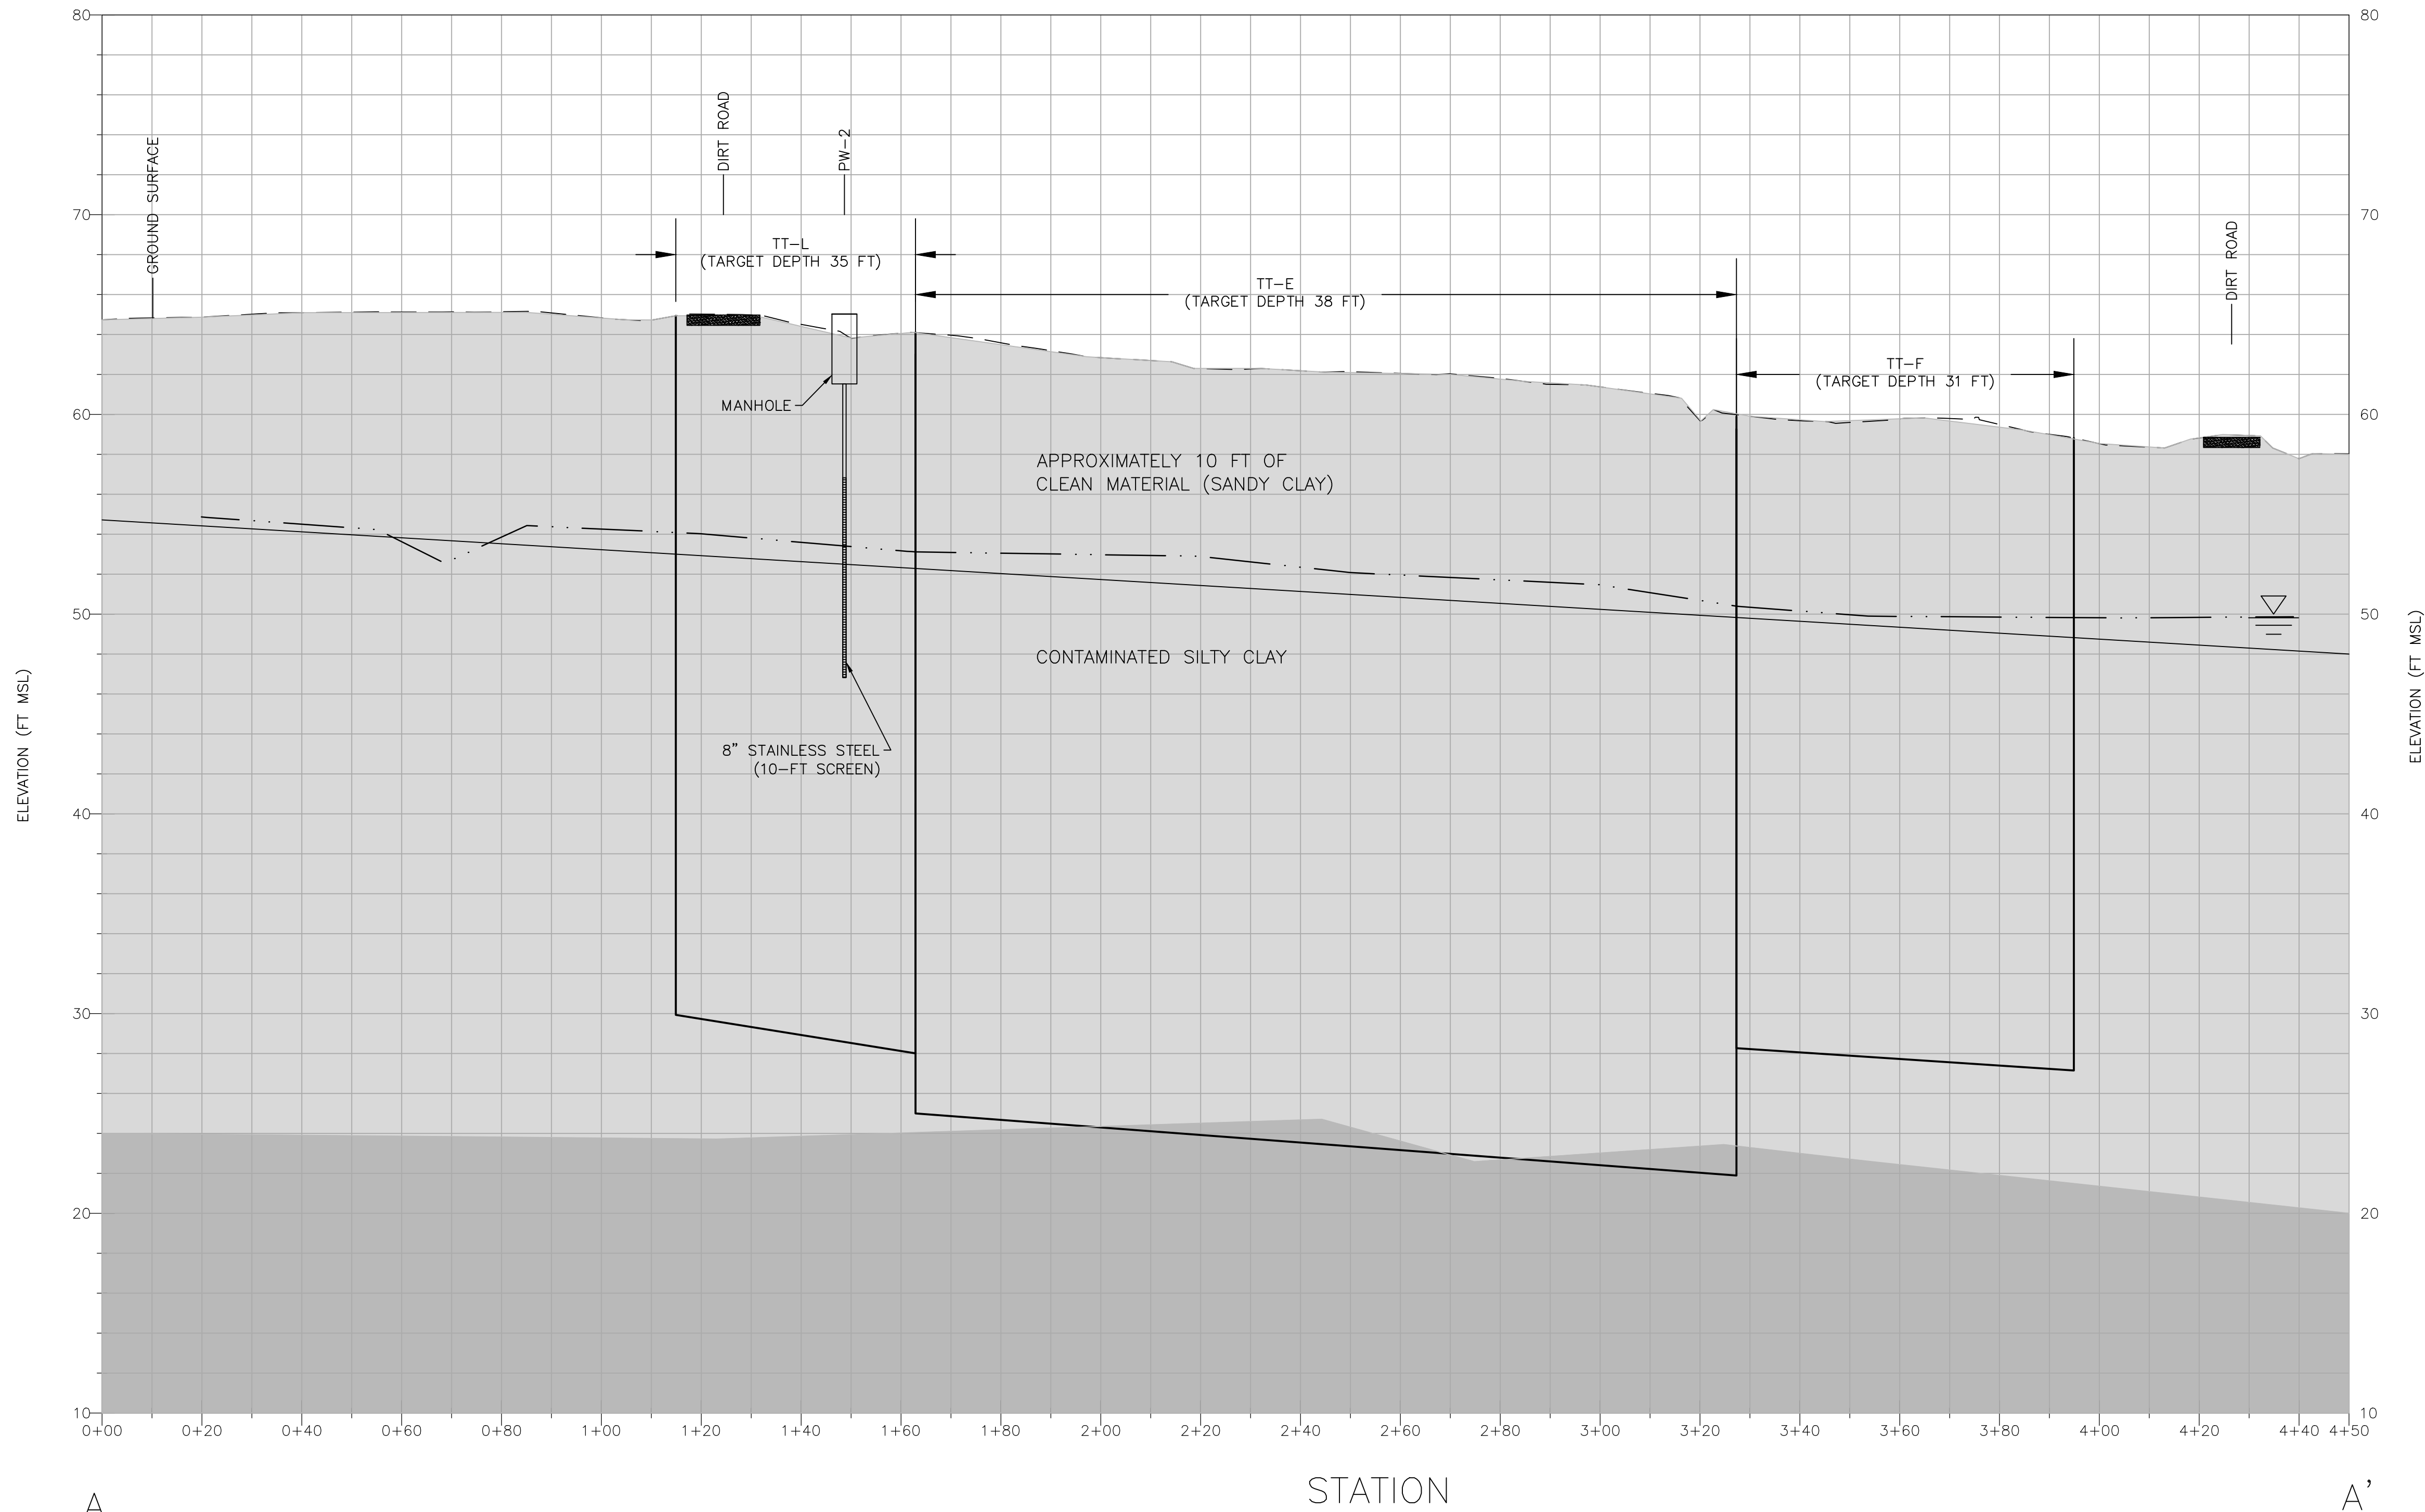 80
80
DIRT ROAD
PW-2
GROUND SURFACE
70
70
DIRT ROAD
TT-L
(TARGET DEPTH 35 FT)
TT-E
(TARGET DEPTH 38 FT)
TT-F
(TARGET DEPTH 31 FT)
MANHOLE
60
60
APPROXIMATELY 10 FT OF
CLEAN MATERIAL (SANDY CLAY)
50
50
CONTAMINATED SILTY CLAY
ELEVATION (FT MSL)
ELEVATION (FT MSL)
8" STAINLESS STEEL
(10-FT SCREEN)
40
40
30
30
20
20
10
10
0+00 0+20 0+40 0+60 0+80 1+00 1+20 1+40 1+60 1+80 2+00 2+20 2+40 2+60 2+80 3+00 3+20 3+40 3+60 3+80 4+00 4+20 4+40 4+50
STATION
A
A'